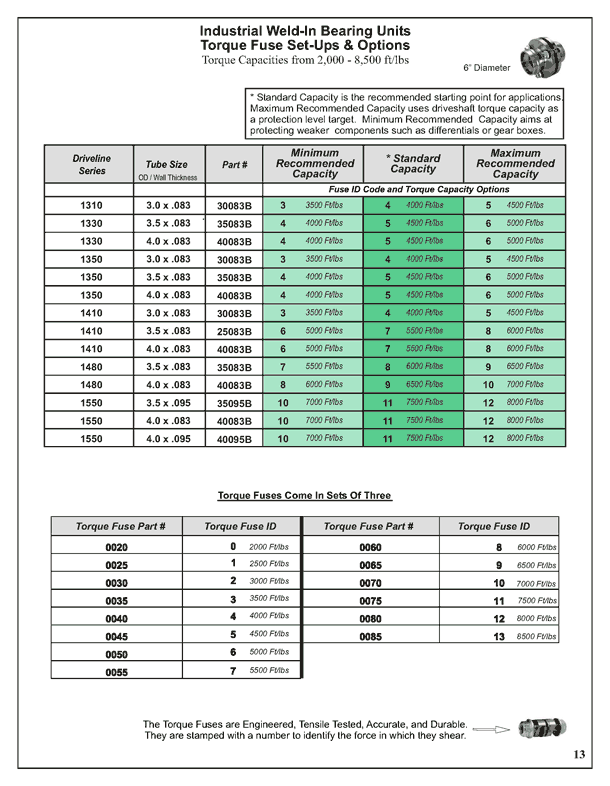 Industrial Weld-In Bearing Units
Torque Fuse Set-Ups & Options
Torque Capacities from 2,000 - 8,500 ft/lbs
6" Diameter
* Standard Capacity is the recommended starting point for applications.
Maximum Recommended Capacity uses driveshaft torque capacity as
a protection level target. Minimum Recommended Capacity aims at
protecting weaker components such as differentials or gear boxes.
Driveline Series Tube Size OD / Wall Thickness Part # Minimum Recommended Capacity * Standard Capacity Maximum Recommended Capacity
Fuse ID Code and Torque Capacity Options
1310 3.0 x .083 30083B 3 3500 Ft/lbs 4 4000 Ft/lbs 5 4500 Ft/lbs
1330 3.5 x .083 35083B 4 4000 Ft/lbs 5 4500 Ft/lbs 6 5000 Ft/lbs
1330 4.0 x .083 40083B 4 4000 Ft/lbs 5 4500 Ft/lbs 6 5000 Ft/lbs
1350 3.0 x .083 30083B 3 3500 Ft/lbs 4 4000 Ft/lbs 5 4500 Ft/lbs
1350 3.5 x .083 35083B 4 4000 Ft/lbs 5 4500 Ft/lbs 6 5000 Ft/lbs
1350 4.0 x .083 40083B 4 4000 Ft/lbs 5 4500 Ft/lbs 6 5000 Ft/lbs
1410 3.0 x .083 30083B 3 3500 Ft/lbs 4 4000 Ft/lbs 5 4500 Ft/lbs
1410 3.5 x .083 25083B 6 5000 Ft/lbs 7 5500 Ft/lbs 8 6000 Ft/lbs
1410 4.0 x .083 40083B 6 5000 Ft/lbs 7 5500 Ft/lbs 8 6000 Ft/lbs
1480 3.5 x .083 35083B 7 5500 Ft/lbs 8 6000 Ft/lbs 9 6500 Ft/lbs
1480 4.0 x .083 40083B 8 6000 Ft/lbs 9 6500 Ft/lbs 10 7000 Ft/lbs
1550 3.5 x .095 35095B 10 7000 Ft/lbs 11 7500 Ft/lbs 12 8000 Ft/lbs
1550 4.0 x .083 40083B 10 7000 Ft/lbs 11 7500 Ft/lbs 12 8000 Ft/lbs
1550 4.0 x .095 40095B 10 7000 Ft/lbs 11 7500 Ft/lbs 12 8000 Ft/lbs
Torque Fuses Come In Sets Of Three
Torque Fuse Part # Torque Fuse ID Torque Fuse Part # Torque Fuse ID
0020 0 2000 Ft/lbs 0060 8 6000 Ft/lbs
0025 1 2500 Ft/lbs 0065 9 6500 Ft/lbs
0030 2 3000 Ft/lbs 0070 10 7000 Ft/lbs
0035 3 3500 Ft/lbs 0075 11 7500 Ft/lbs
0040 4 4000 Ft/lbs 0080 12 8000 Ft/lbs
0045 5 4500 Ft/lbs 0085 13 8500 Ft/lbs
0050 6 5000 Ft/lbs
0055 7 5500 Ft/lbs
The Torque Fuses are Engineered, Tensile Tested, Accurate, and Durable.
They are stamped with a number to identify the force in which they shear.
13